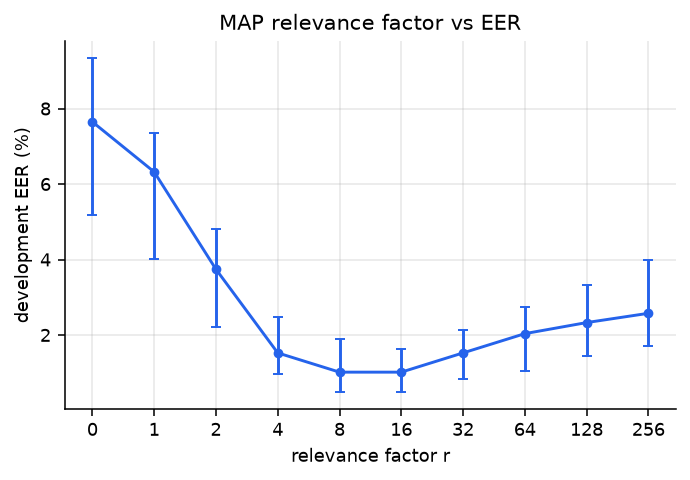 MAP relevance factor vs EER
development EER (%)
8
6
4
2
0 1 2 4 8 16 32 64 128 256
relevance factor r